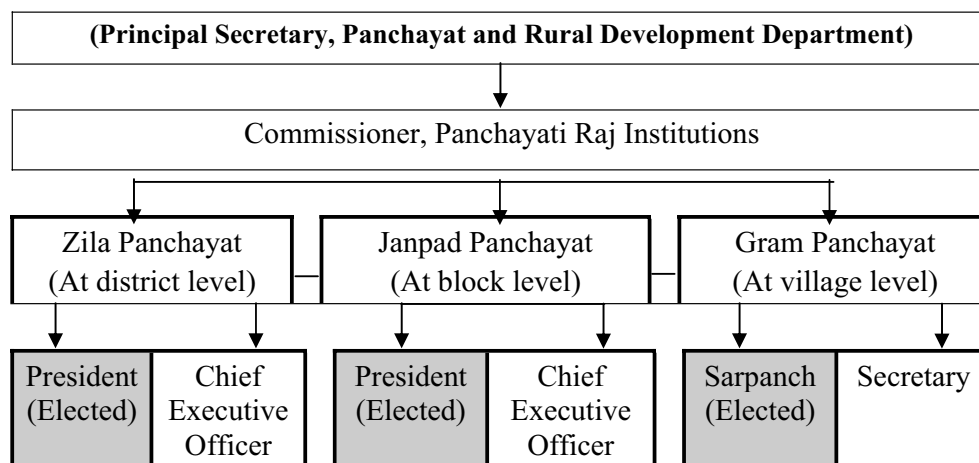 (Principal Secretary, Panchayat and Rural Development Department)
Commissioner, Panchayati Raj Institutions
Zila Panchayat
(At district level)
Janpad Panchayat
(At block level)
Gram Panchayat
(At village level)
President
(Elected)
Chief
Executive
Officer
President
(Elected)
Chief
Executive
Officer
Sarpanch
(Elected)
Secretary